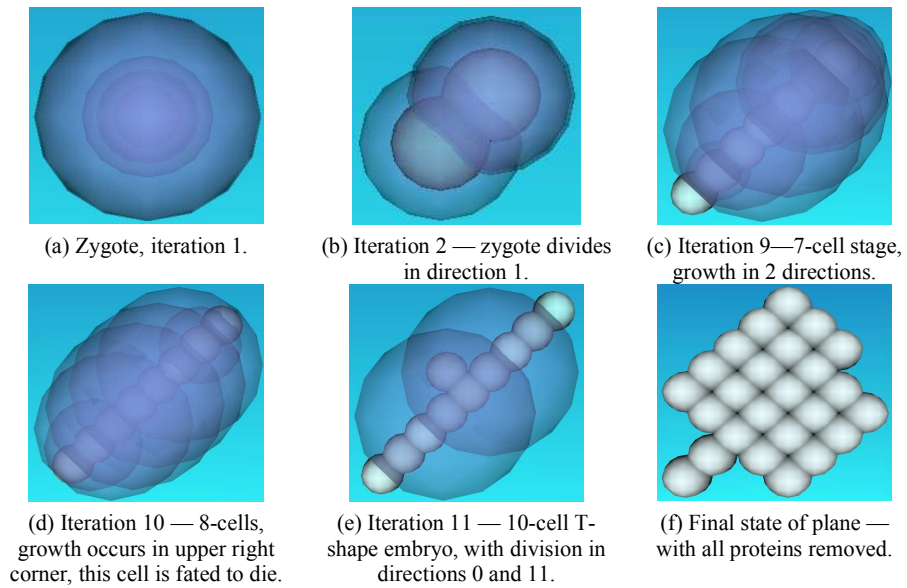 (a) Zygote, iteration 1.
(b) Iteration 2 — zygote divides
in direction 1.
(c) Iteration 9—7-cell stage,
growth in 2 directions.
(d) Iteration 10 — 8-cells,
growth occurs in upper right
corner, this cell is fated to die.
(e) Iteration 11 — 10-cell T-
shape embryo, with division in
directions 0 and 11.
(f) Final state of plane —
with all proteins removed.